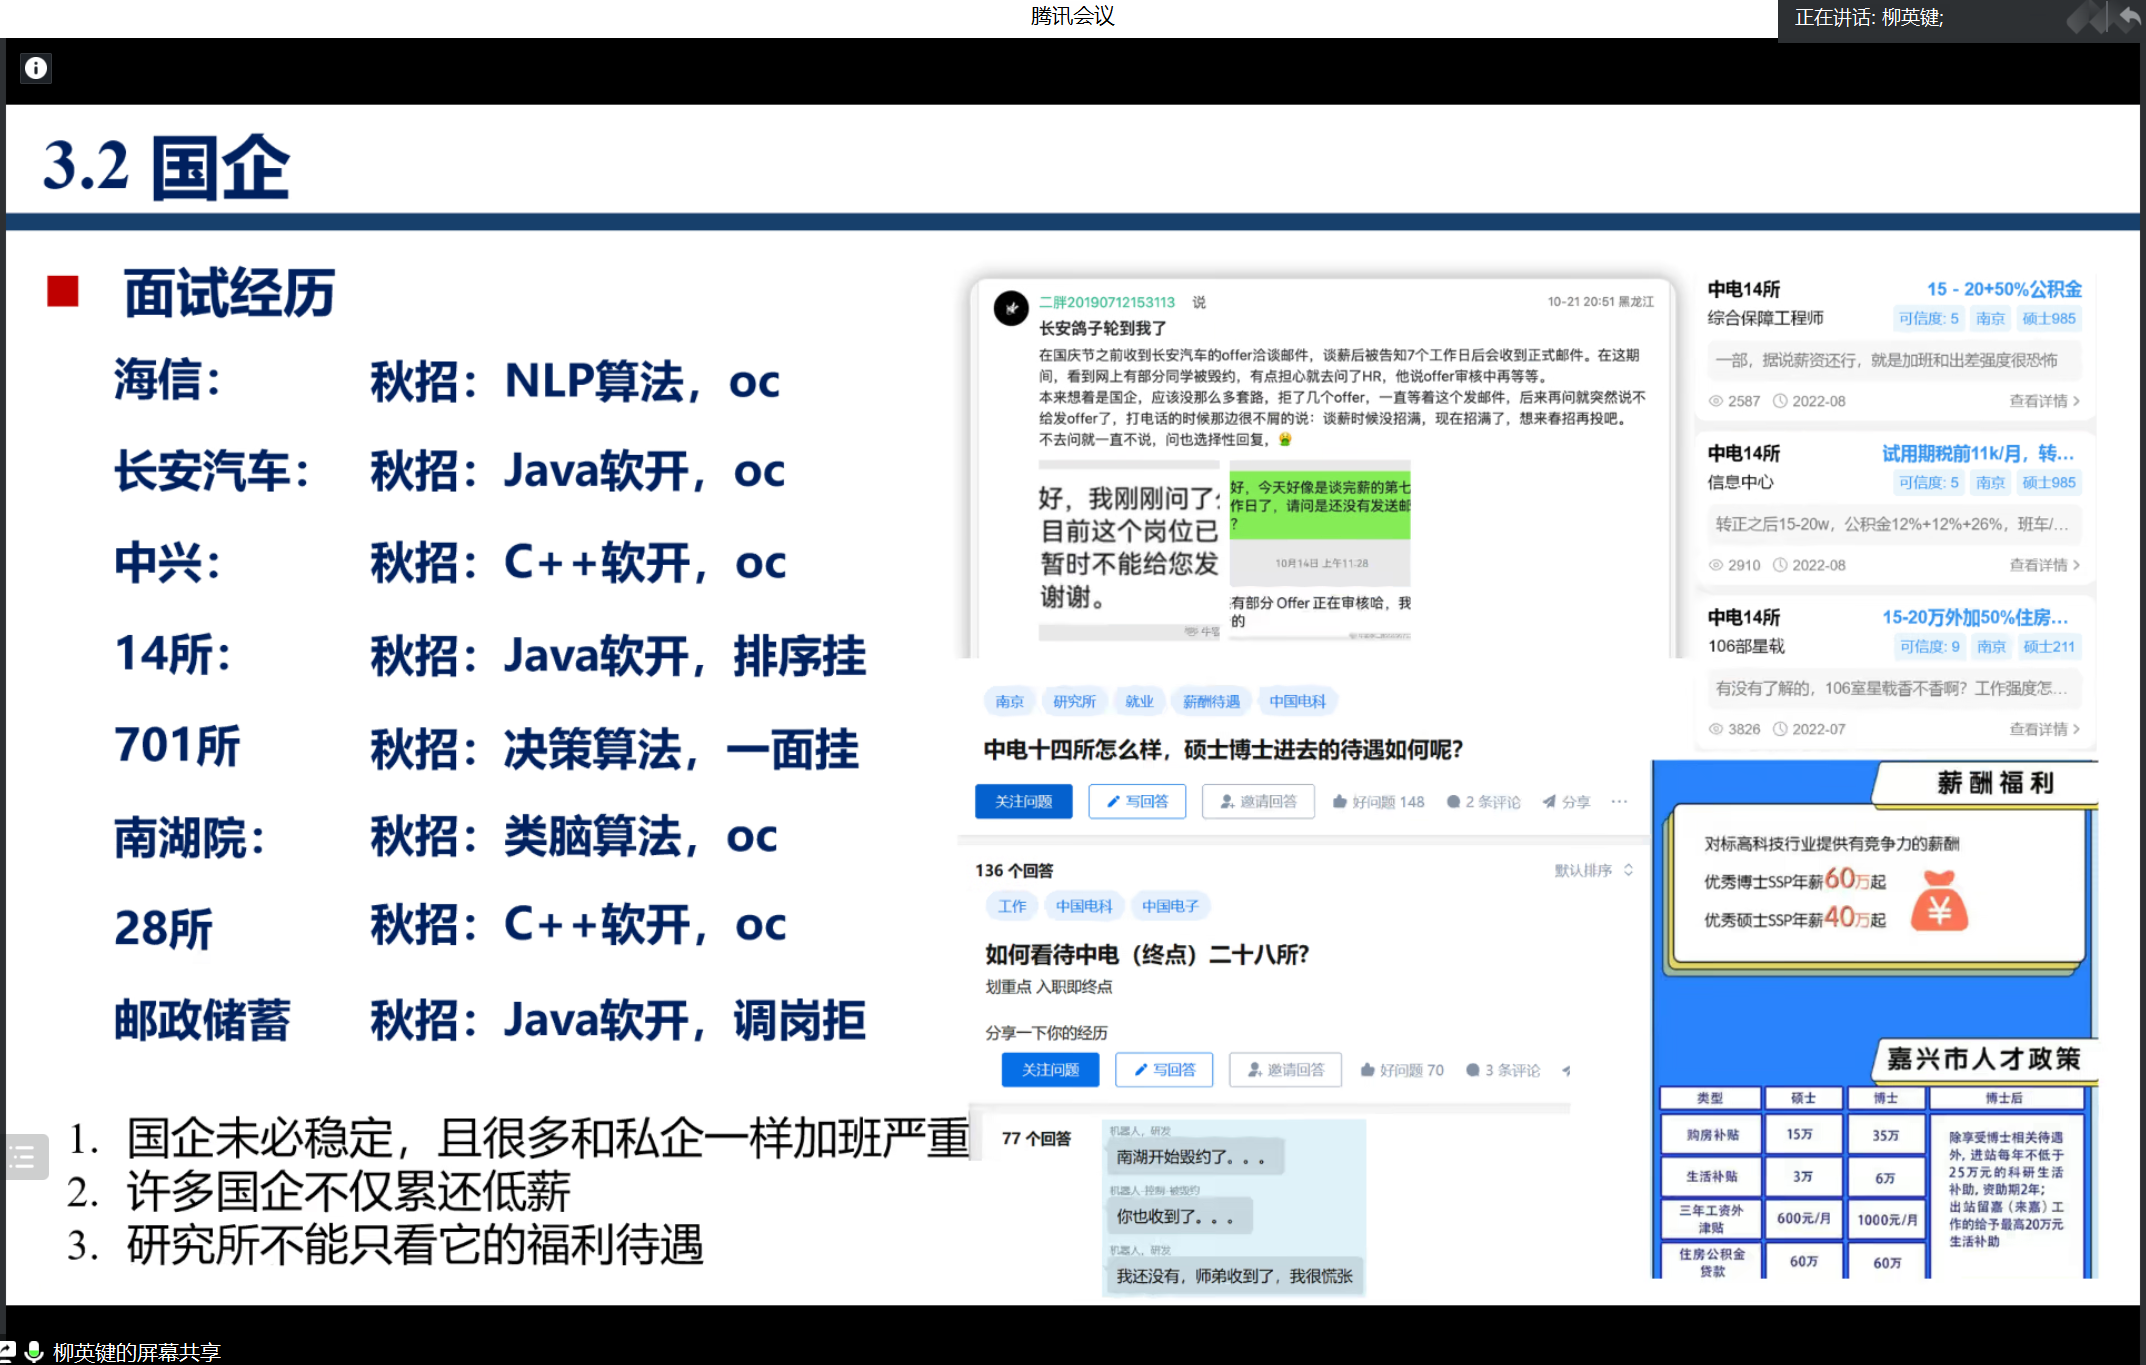 腾讯会议
正在讲话: 柳英键;
3.2 国企
面试经历
海信： 秋招：NLP算法，oc
长安汽车： 秋招：Java软开，oc
中兴： 秋招：C++软开，oc
14所： 秋招：Java软开，排序挂
701所 秋招：决策算法，一面挂
南湖院： 秋招：类脑算法，oc
28所 秋招：C++软开，oc
邮政储蓄 秋招：Java软开，调岗拒
1. 国企未必稳定，且很多和私企一样加班严重
2. 许多国企不仅累还低薪
3. 研究所不能只看它的福利待遇
二胖20190712153113 说
10-21 20:51 黑龙江
长安鸽子轮到我了
在国庆节之前收到长安汽车的offer洽谈邮件，谈薪后被告知7个工作日后会收到正式邮件。在这期
间，看到网上有部分同学被毁约，有点担心就去问了HR，他说offer审核中再等等。
本来想着是国企，应该没那么多套路，拒了几个offer，一直等着这个发邮件，后来再问就突然说不
给发offer了，打电话的时候那边很不屑的说：谈薪时候没招满，现在招满了，想来春招再投吧。
不去问就一直不说，问也选择性回复，
好，我刚刚问了
目前这个岗位已
暂时不能给您发
谢谢。
好，今天好像是谈完薪的第七
作日了，请问是还没有发送邮
？
10月14日 上午11:28
有部分 Offer 正在审核哈，我
的
南京 研究所 就业 薪酬待遇 中国电科
中电十四所怎么样，硕士博士进去的待遇如何呢？
关注问题 写回答 邀请回答 好问题 148 2 条评论 分享 ···
136 个回答
默认排序
工作 中国电科 中国电子
如何看待中电（终点）二十八所？
划重点 入职即终点
分享一下你的经历
关注问题 写回答 邀请回答 好问题 70 3 条评论
77 个回答
机器人，研发
南湖开始毁约了。。。
机器人-控制-被毁约
你也收到了。。。
机器人，研发
我还没有，师弟收到了，我很慌张
中电14所 15 - 20+50%公积金
综合保障工程师 可信度: 5 南京 硕士985
一部，据说薪资还行，就是加班和出差强度很恐怖
2587 2022-08 查看详情
中电14所 试用期税前11k/月，转...
信息中心 可信度: 5 南京 硕士985
转正之后15-20w，公积金12%+12%+26%，班车/...
2910 2022-08 查看详情
中电14所 15-20万外加50%住房...
106部星载 可信度: 9 南京 硕士211
有没有了解的，106室星载香不香啊？工作强度怎...
3826 2022-07 查看详情
薪酬福利
对标高科技行业提供有竞争力的薪酬
优秀博士SSP年薪60万起
优秀硕士SSP年薪40万起
嘉兴市人才政策
类型 硕士 博士 博士后
购房补贴 15万 35万
生活补贴 3万 6万
三年工资外津贴 600元/月 1000元/月
住房公积金贷款 60万 60万
除享受博士相关待遇
外，进站每年不低于
25万元的科研生活
补助，资助期2年；
出站留嘉（来嘉）工
作的给予最高20万元
生活补助
柳英键的屏幕共享